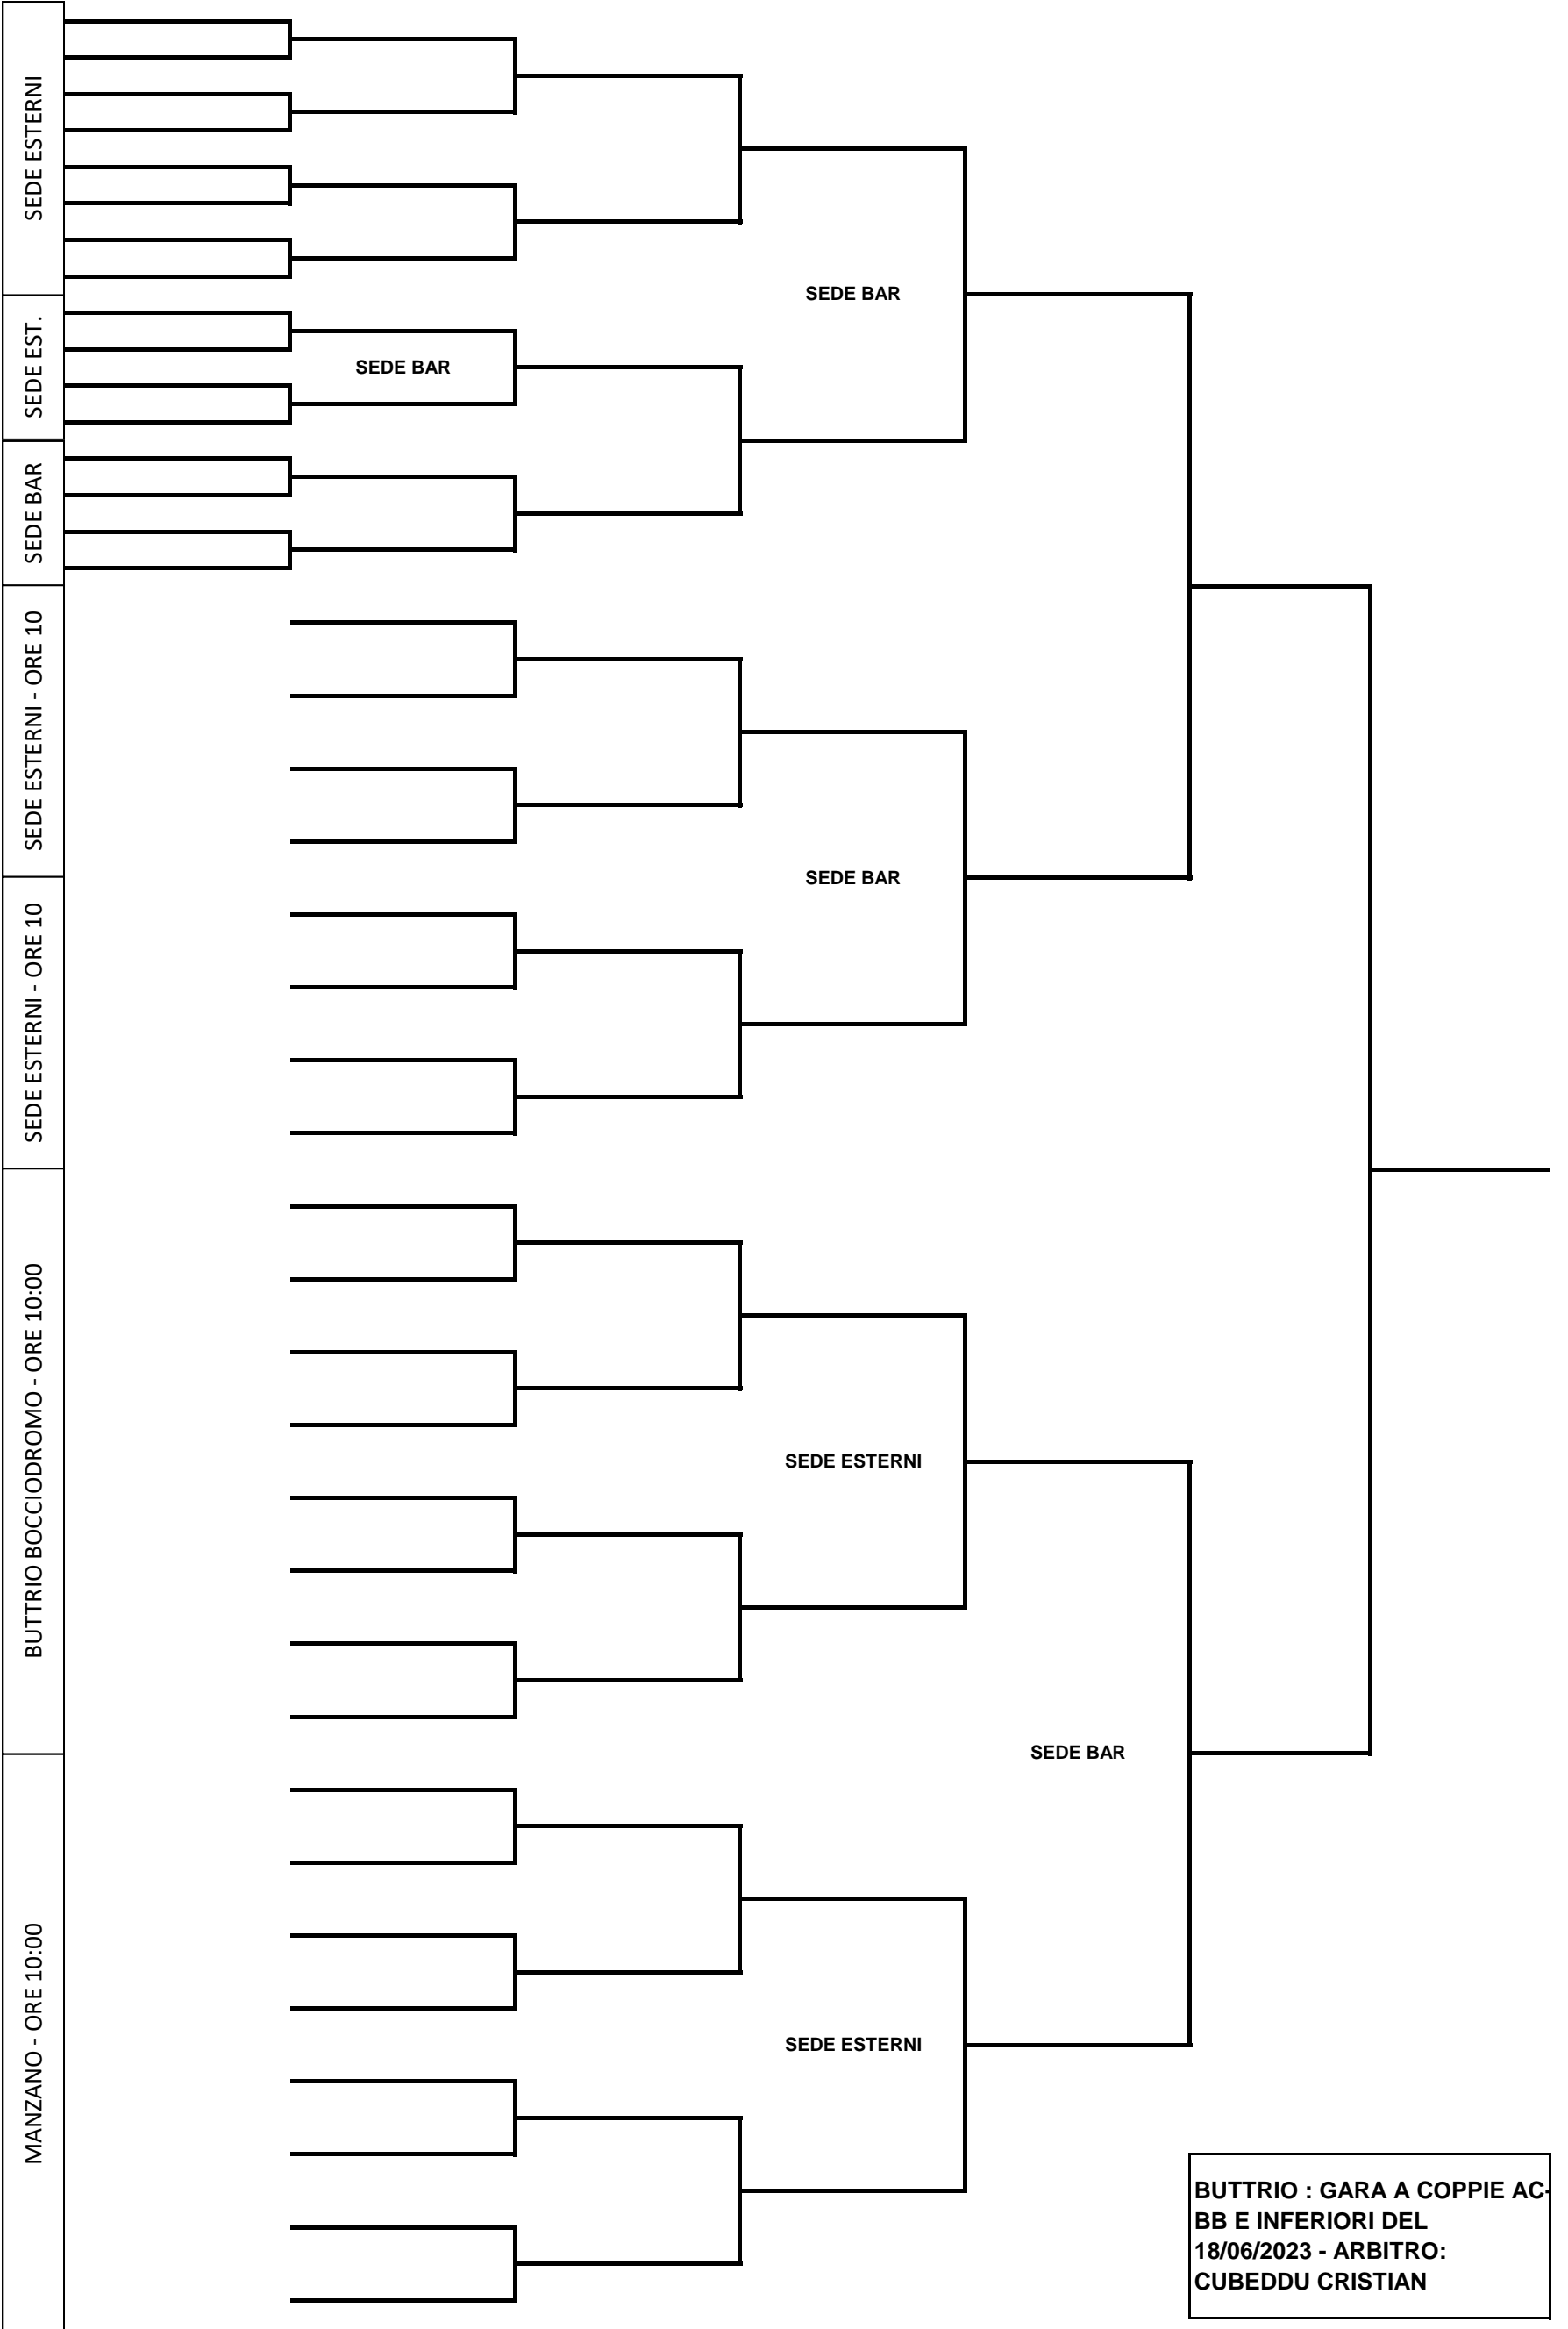 SEDE ESTERNI
SEDE EST.
SEDE BAR
SEDE ESTERNI - ORE 10
SEDE ESTERNI - ORE 10
BUTTRIO BOCCIODROMO - ORE 10:00
MANZANO - ORE 10:00
SEDE BAR
SEDE BAR
SEDE BAR
SEDE ESTERNI
SEDE ESTERNI
SEDE BAR
BUTTRIO : GARA A COPPIE AC-
BB E INFERIORI DEL
18/06/2023 - ARBITRO:
CUBEDDU CRISTIAN